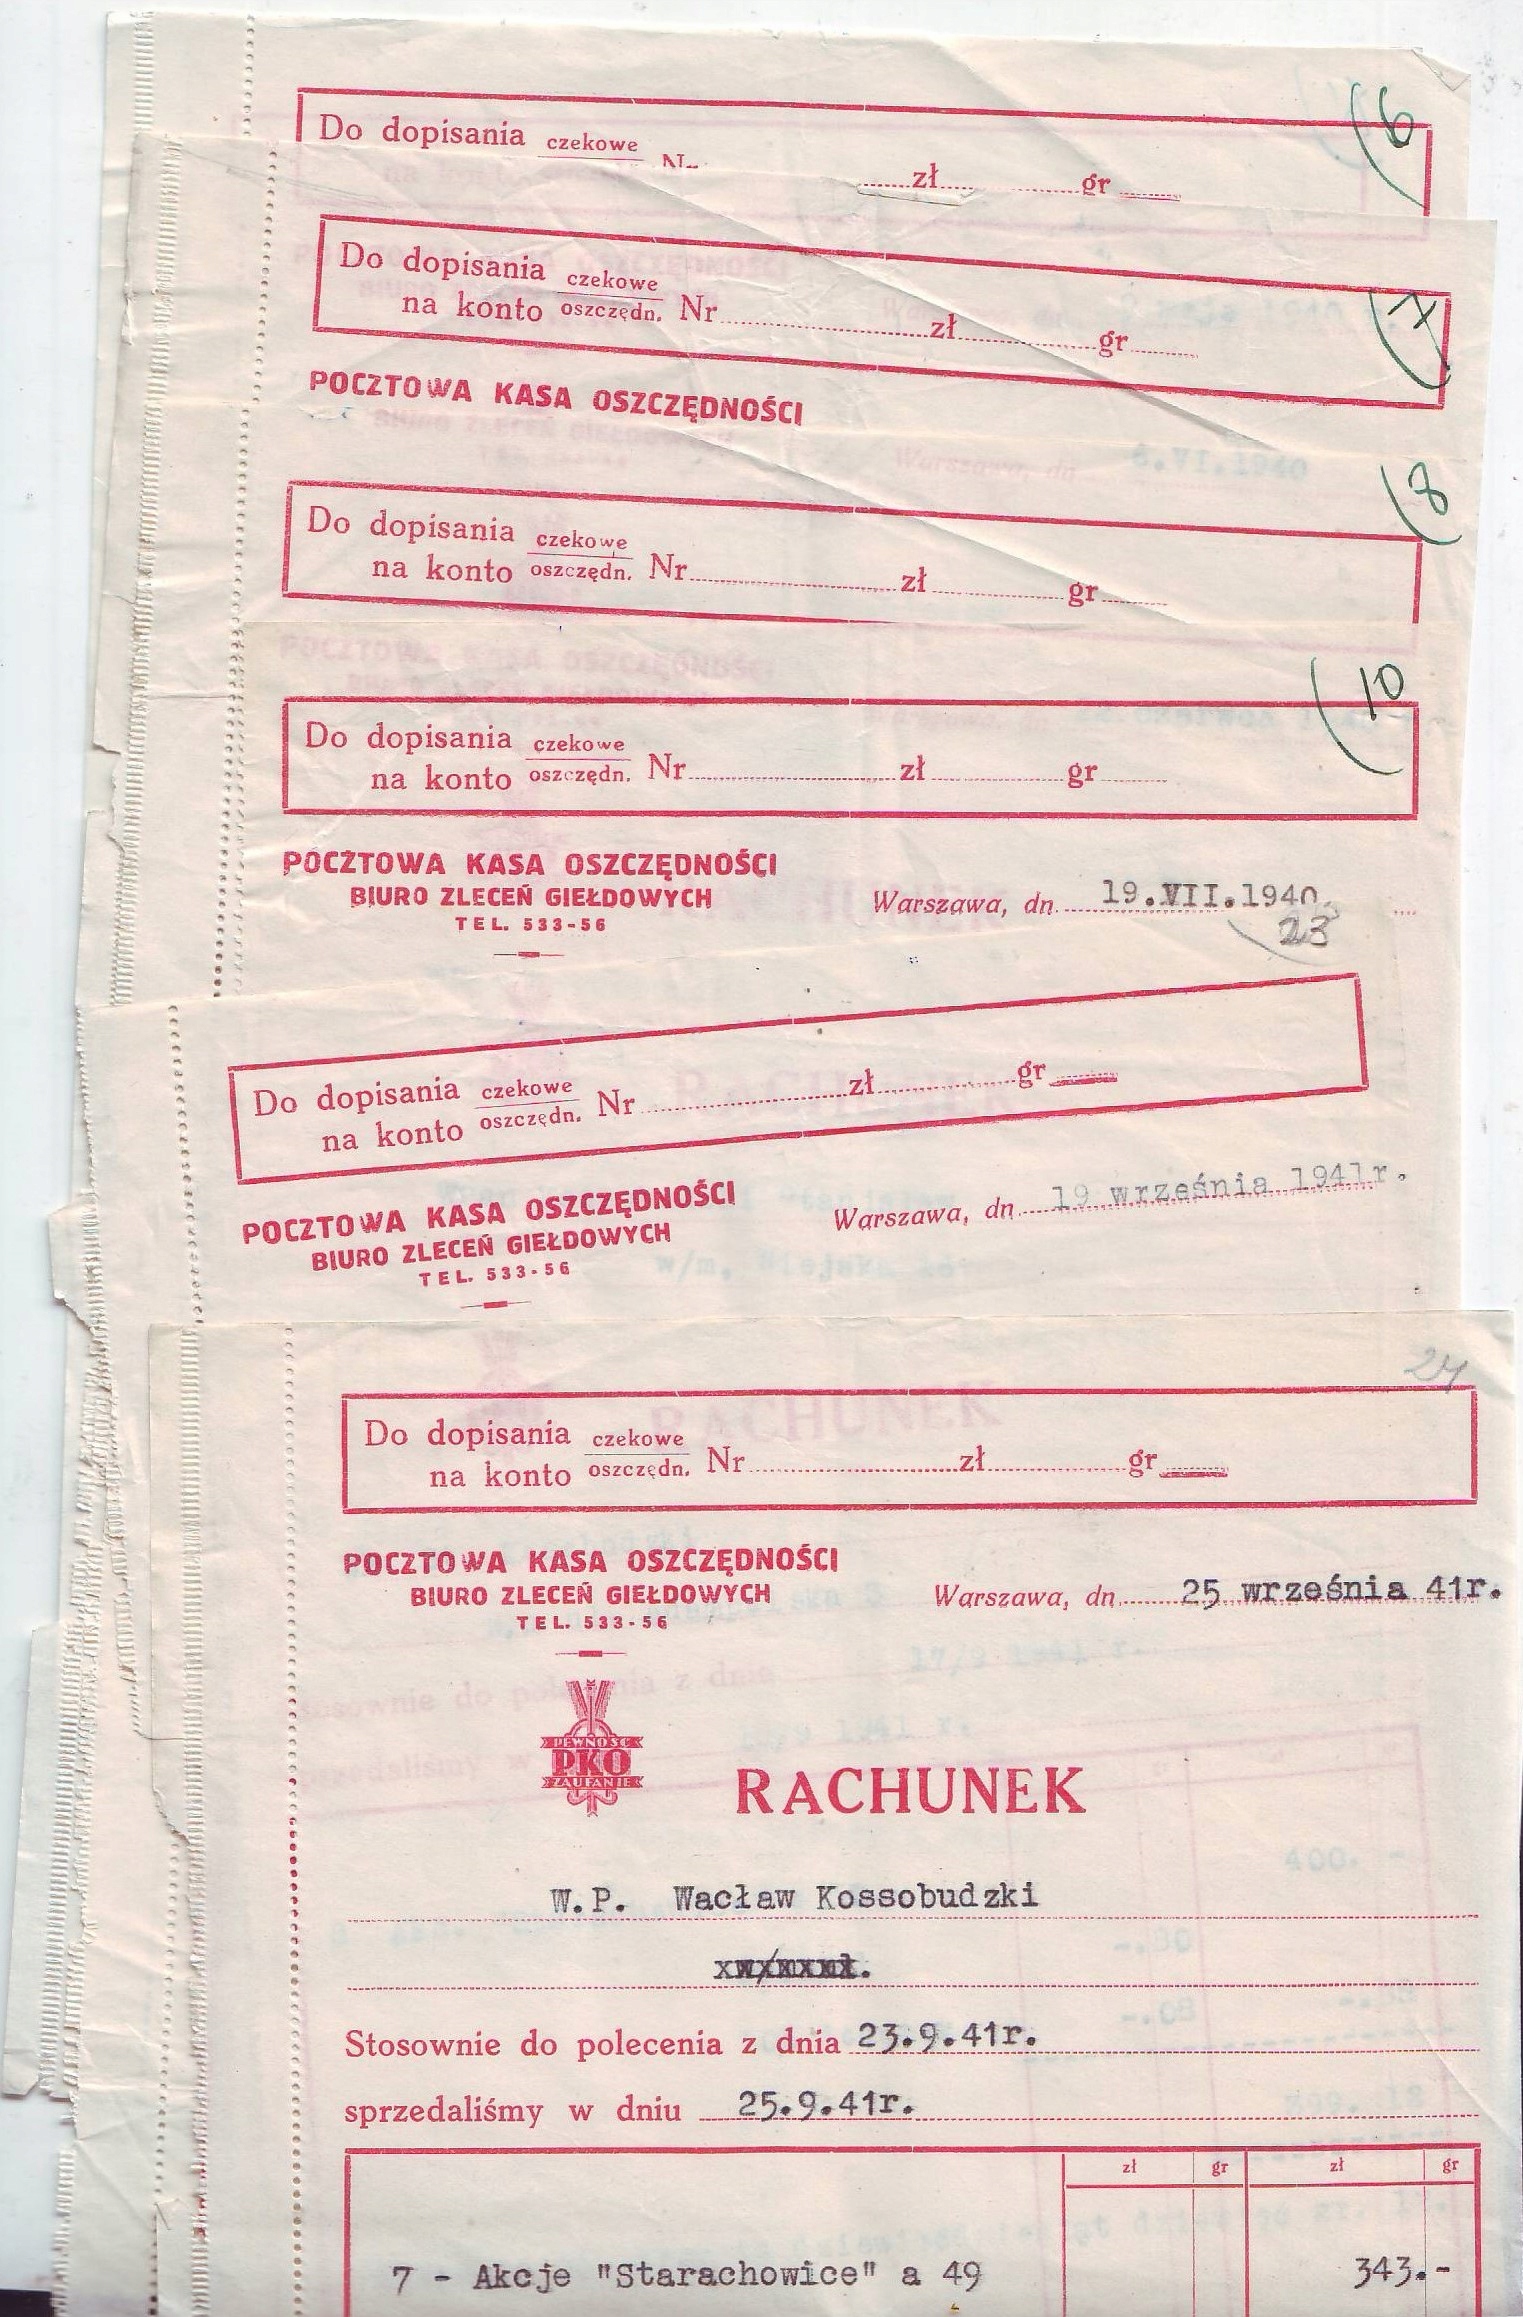 6
Do dopisania czekowe
zł gr
7
Do dopisania czekowe
na konto oszczędn. Nr zł gr
POCZTOWA KASA OSZCZĘDNOŚCI
6.VI.1940
8
Do dopisania czekowe
na konto oszczędn. Nr zł gr
10
Do dopisania czekowe
na konto oszczędn. Nr zł gr
POCZTOWA KASA OSZCZĘDNOŚCI
BIURO ZLECEŃ GIEŁDOWYCH
TEL. 533-56
Warszawa, dn. 19.VII.1940.
23
Do dopisania czekowe
na konto oszczędn. Nr zł gr
POCZTOWA KASA OSZCZĘDNOŚCI
BIURO ZLECEŃ GIEŁDOWYCH
TEL. 533-56
Warszawa, dn. 19 września 1941r.
24
Do dopisania czekowe
na konto oszczędn. Nr zł gr
POCZTOWA KASA OSZCZĘDNOŚCI
BIURO ZLECEŃ GIEŁDOWYCH
TEL. 533-56
Warszawa, dn. 25 września 41r.
PEWNOŚĆ
PKO
ZAUFANIE
RACHUNEK
W.P. Wacław Kossobudzki
Stosownie do polecenia z dnia 23.9.41r.
sprzedaliśmy w dniu 25.9.41r.
zł gr zł gr
7 - Akcje "Starachowice" a 49 343.-